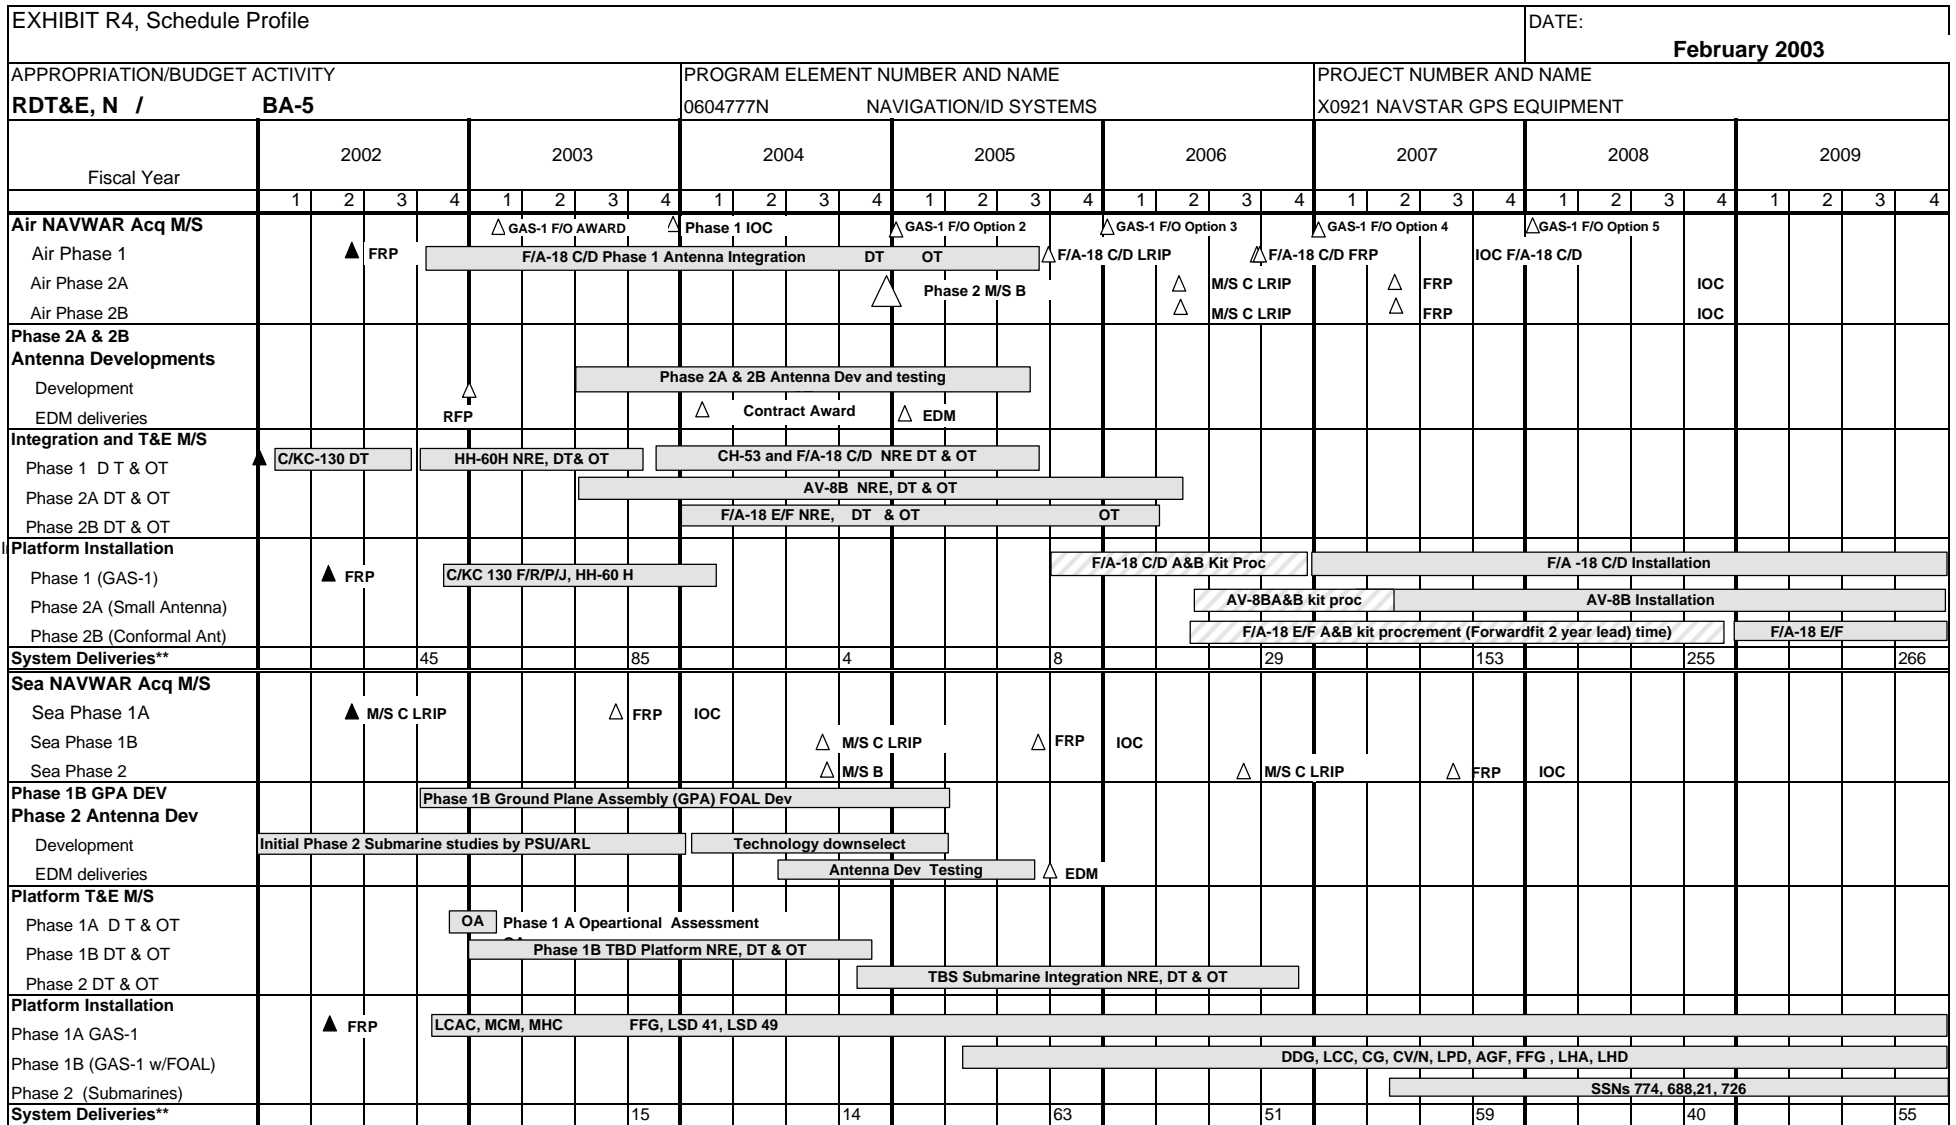 EXHIBIT R4, Schedule Profile DATE:
February 2003
APPROPRIATION/BUDGET ACTIVITY PROGRAM ELEMENT NUMBER AND NAME PROJECT NUMBER AND NAME
RDT&E, N / BA-5 0604777N NAVIGATION/ID SYSTEMS X0921 NAVSTAR GPS EQUIPMENT
2002 2003 2004 2005 2006 2007 2008 2009
Fiscal Year
1 2 3 4 1 2 3 4 1 2 3 4 1 2 3 4 1 2 3 4 1 2 3 4 1 2 3 4 1 2 3 4
Air NAVWAR Acq M/S GAS-1 F/O AWARD Phase 1 IOC GAS-1 F/O Option 2 GAS-1 F/O Option 3 GAS-1 F/O Option 4 GAS-1 F/O Option 5
Air Phase 1 FRP F/A-18 C/D Phase 1 Antenna Integration DT OT F/A-18 C/D LRIP F/A-18 C/D FRP IOC F/A-18 C/D
Air Phase 2A Phase 2 M/S B M/S C LRIP FRP IOC
Air Phase 2B M/S C LRIP FRP IOC
Phase 2A & 2B
Antenna Developments
Development Phase 2A & 2B Antenna Dev and testing
EDM deliveries RFP Contract Award EDM
Integration and T&E M/S
Phase 1 D T & OT C/KC-130 DT HH-60H NRE, DT& OT CH-53 and F/A-18 C/D NRE DT & OT
Phase 2A DT & OT AV-8B NRE, DT & OT
Phase 2B DT & OT F/A-18 E/F NRE, DT & OT OT
Platform Installation F/A-18 C/D A&B Kit Proc F/A -18 C/D Installation
Phase 1 (GAS-1) FRP C/KC 130 F/R/P/J, HH-60 H
Phase 2A (Small Antenna) AV-8BA&B kit proc AV-8B Installation
Phase 2B (Conformal Ant) F/A-18 E/F A&B kit procrement (Forwardfit 2 year lead) time) F/A-18 E/F
System Deliveries** 45 85 4 8 29 153 255 266
Sea NAVWAR Acq M/S
Sea Phase 1A M/S C LRIP FRP IOC
Sea Phase 1B M/S C LRIP FRP IOC
Sea Phase 2 M/S B M/S C LRIP FRP IOC
Phase 1B GPA DEV Phase 1B Ground Plane Assembly (GPA) FOAL Dev
Phase 2 Antenna Dev
Development Initial Phase 2 Submarine studies by PSU/ARL Technology downselect
EDM deliveries Antenna Dev Testing EDM
Platform T&E M/S
Phase 1A D T & OT OA Phase 1 A Opeartional Assessment
Phase 1B DT & OT Phase 1B TBD Platform NRE, DT & OT
Phase 2 DT & OT TBS Submarine Integration NRE, DT & OT
Platform Installation
Phase 1A GAS-1 FRP LCAC, MCM, MHC FFG, LSD 41, LSD 49
Phase 1B (GAS-1 w/FOAL) DDG, LCC, CG, CV/N, LPD, AGF, FFG , LHA, LHD
Phase 2 (Submarines) SSNs 774, 688,21, 726
System Deliveries** 15 14 63 51 59 40 55